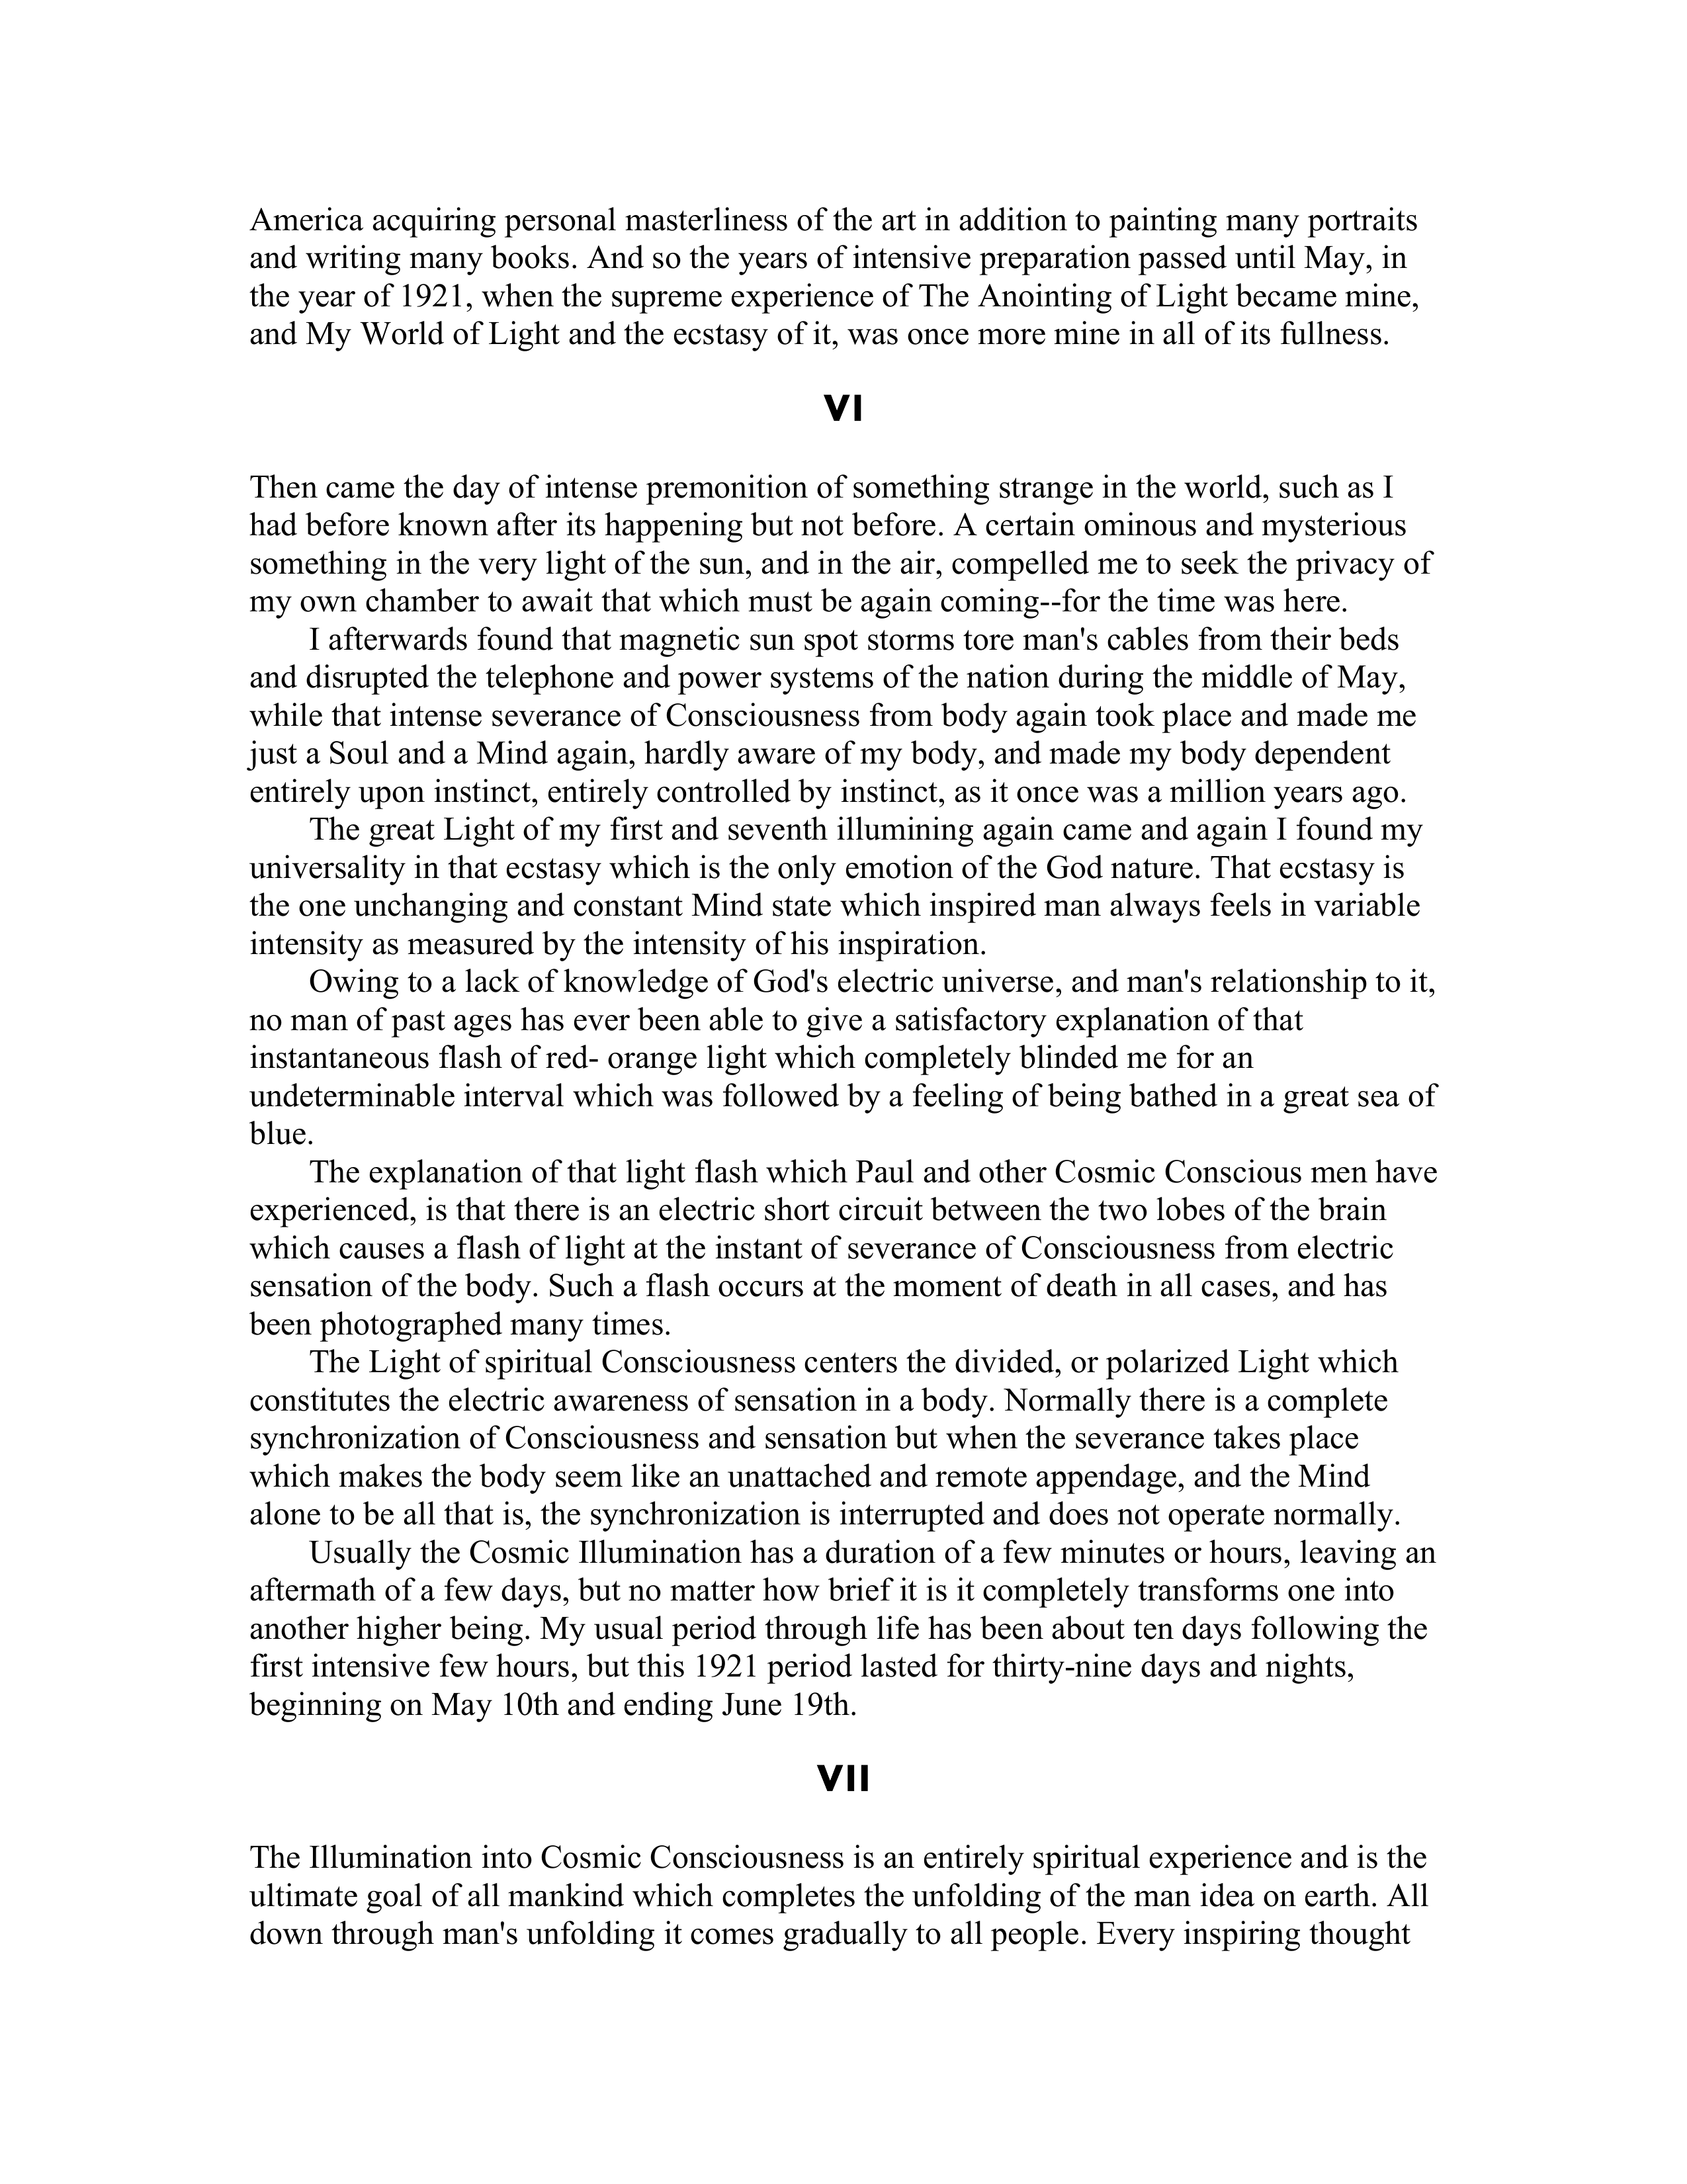 America acquiring personal masterliness of the art in addition to painting many portraits
and writing many books. And so the years of intensive preparation passed until May, in
the year of 1921, when the supreme experience of The Anointing of Light became mine,
and My World of Light and the ecstasy of it, was once more mine in all of its fullness.
VI
Then came the day of intense premonition of something strange in the world, such as I
had before known after its happening but not before. A certain ominous and mysterious
something in the very light of the sun, and in the air, compelled me to seek the privacy of
my own chamber to await that which must be again coming--for the time was here.
I afterwards found that magnetic sun spot storms tore man's cables from their beds
and disrupted the telephone and power systems of the nation during the middle of May,
while that intense severance of Consciousness from body again took place and made me
just a Soul and a Mind again, hardly aware of my body, and made my body dependent
entirely upon instinct, entirely controlled by instinct, as it once was a million years ago.
The great Light of my first and seventh illumining again came and again I found my
universality in that ecstasy which is the only emotion of the God nature. That ecstasy is
the one unchanging and constant Mind state which inspired man always feels in variable
intensity as measured by the intensity of his inspiration.
Owing to a lack of knowledge of God's electric universe, and man's relationship to it,
no man of past ages has ever been able to give a satisfactory explanation of that
instantaneous flash of red- orange light which completely blinded me for an
undeterminable interval which was followed by a feeling of being bathed in a great sea of
blue.
The explanation of that light flash which Paul and other Cosmic Conscious men have
experienced, is that there is an electric short circuit between the two lobes of the brain
which causes a flash of light at the instant of severance of Consciousness from electric
sensation of the body. Such a flash occurs at the moment of death in all cases, and has
been photographed many times.
The Light of spiritual Consciousness centers the divided, or polarized Light which
constitutes the electric awareness of sensation in a body. Normally there is a complete
synchronization of Consciousness and sensation but when the severance takes place
which makes the body seem like an unattached and remote appendage, and the Mind
alone to be all that is, the synchronization is interrupted and does not operate normally.
Usually the Cosmic Illumination has a duration of a few minutes or hours, leaving an
aftermath of a few days, but no matter how brief it is it completely transforms one into
another higher being. My usual period through life has been about ten days following the
first intensive few hours, but this 1921 period lasted for thirty-nine days and nights,
beginning on May 10th and ending June 19th.
VII
The Illumination into Cosmic Consciousness is an entirely spiritual experience and is the
ultimate goal of all mankind which completes the unfolding of the man idea on earth. All
down through man's unfolding it comes gradually to all people. Every inspiring thought